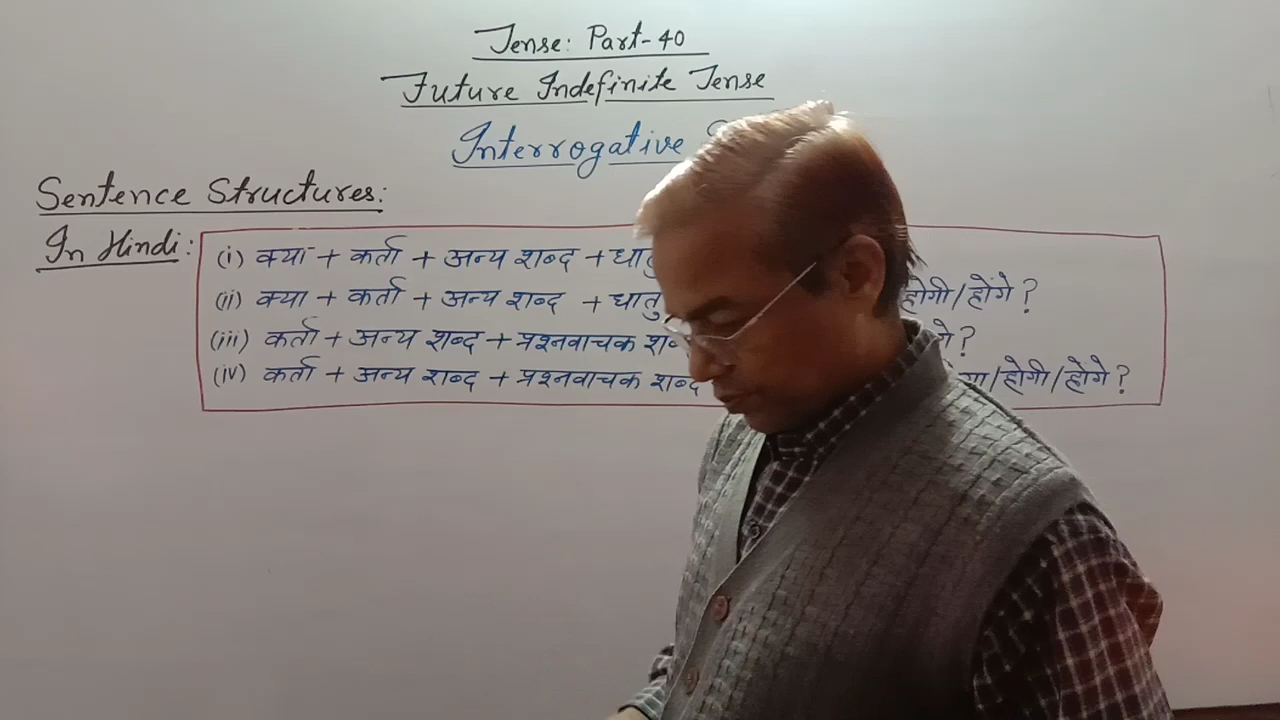 Tense: Part-40
Future Indefinite Tense
Interrogative
Sentence Structures:
In Hindi:
(i) क्या + कर्ता + अन्य शब्द + धातु
(ii) क्या + कर्ता + अन्य शब्द + धातु होगी/होंगे?
(iii) कर्ता + अन्य शब्द + प्रश्नवाचक
(iv) कर्ता + अन्य शब्द + प्रश्नवाचक शब्द /होगी/होंगे?